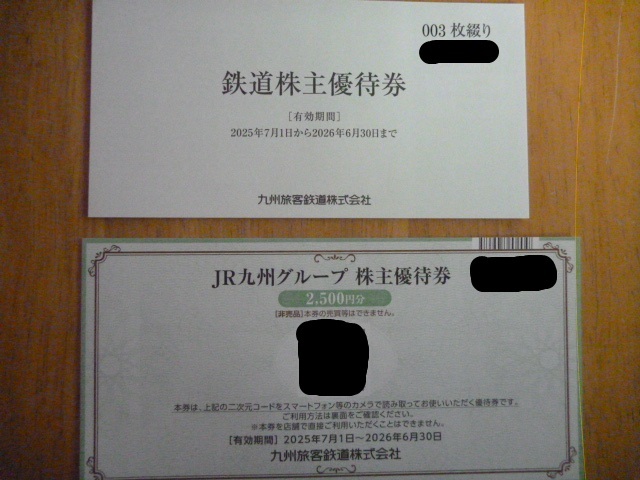 003 枚綴り
鉄道株主優待券
［有効期間］
2025年7月1日から2026年6月30日まで
九州旅客鉄道株式会社
JR九州グループ 株主優待券
2,500円分
［非売品］本券の売買等はできません。
本券は、上記の二次元コードをスマートフォン等のカメラで読み取ってお使いいただく優待券です。
ご利用方法は裏面をご確認ください。
※本券を店舗で直接ご利用いただくことはできません。
［有効期間］2025年7月1日～2026年6月30日
九州旅客鉄道株式会社